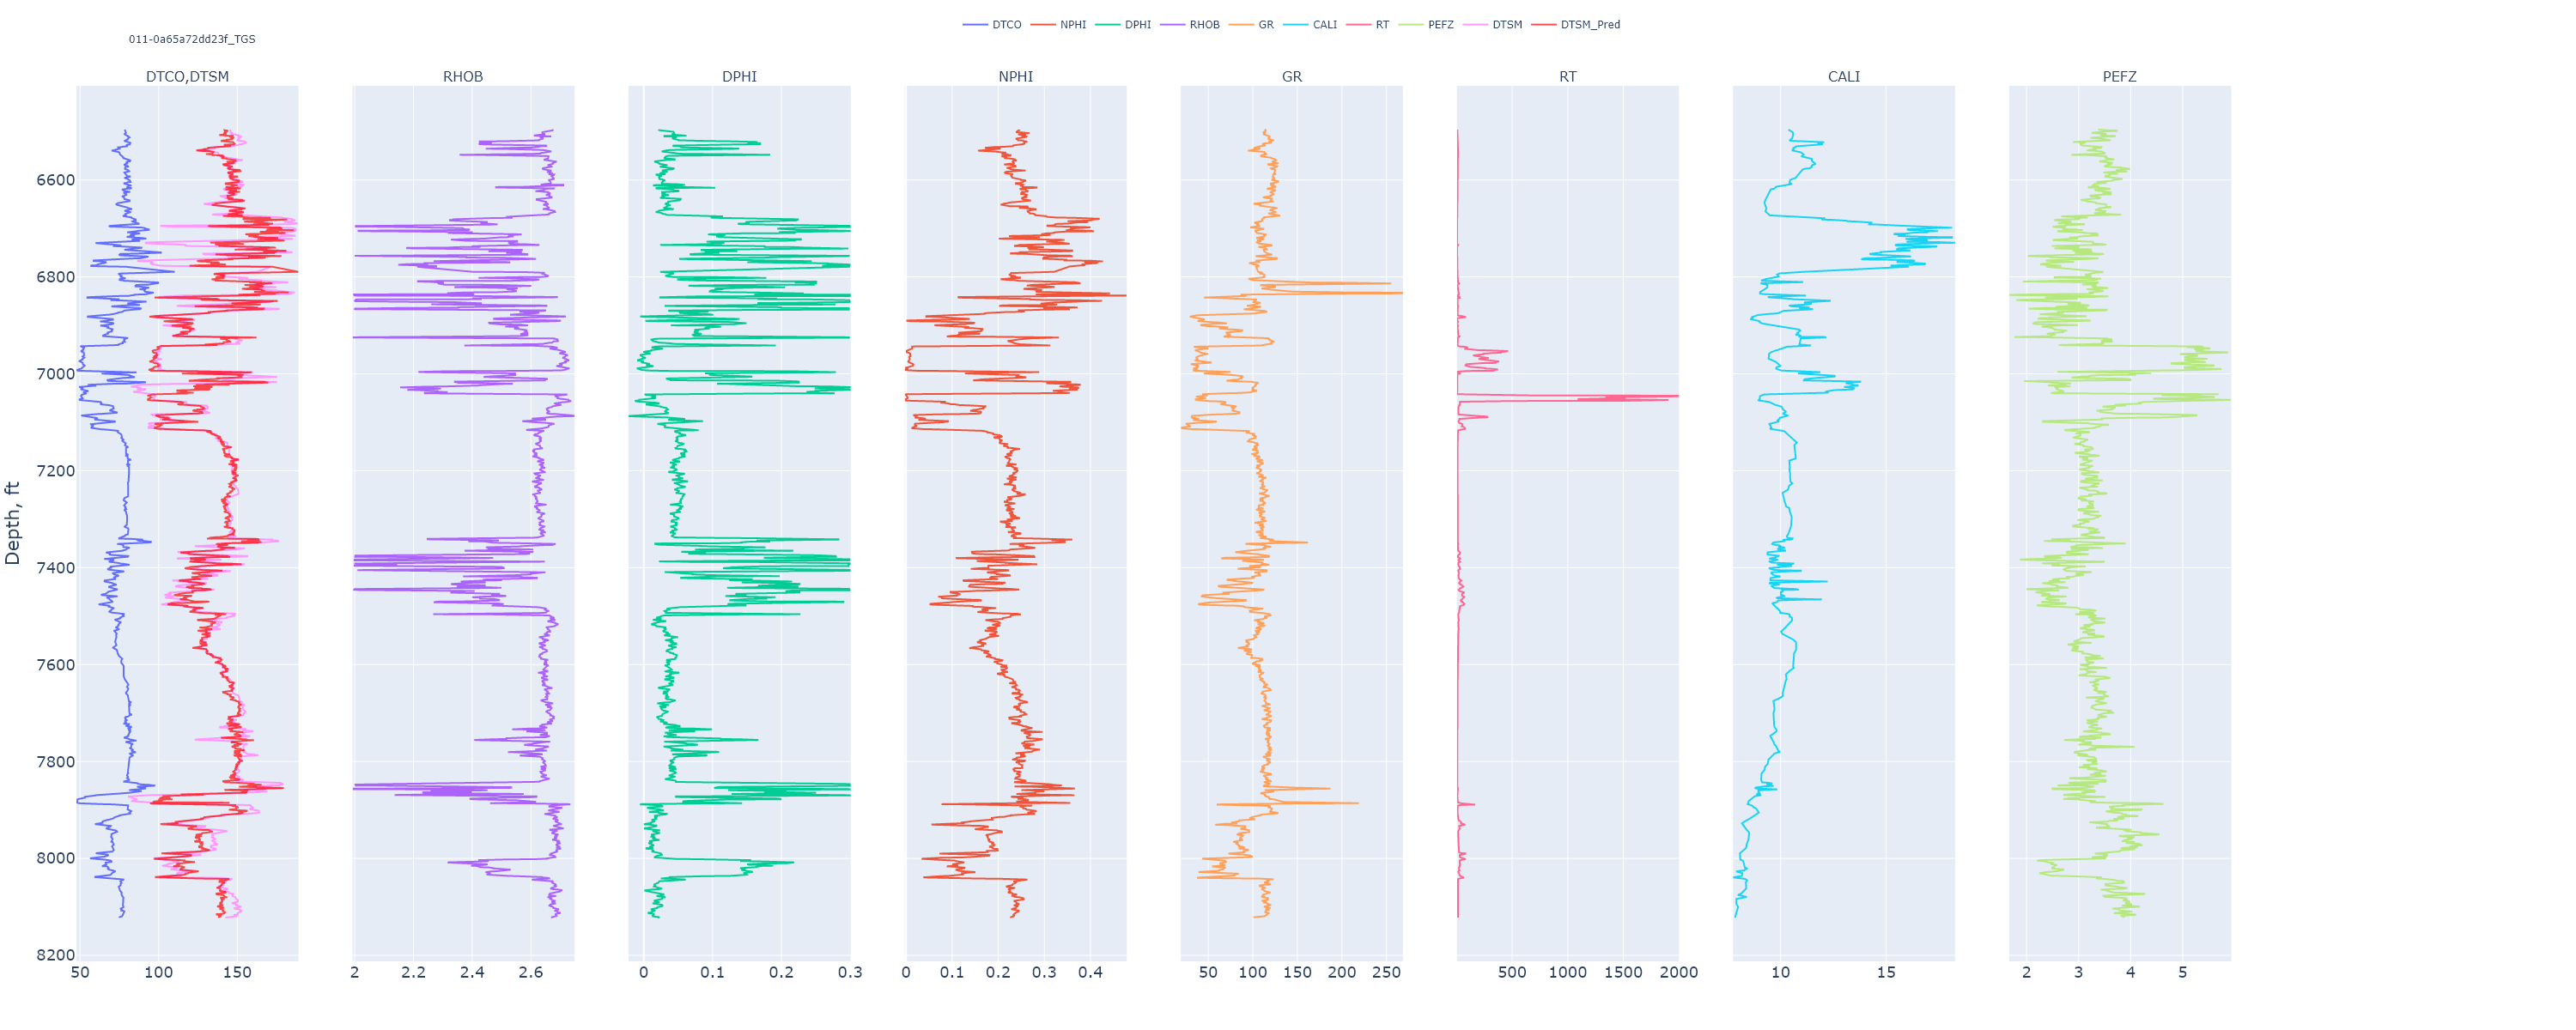 DTCO NPHI DPHI RHOB GR CALI RT PEFZ DTSM DTSM_Pred
011-0a65a72dd23f_TGS
DTCO,DTSM RHOB DPHI NPHI GR RT CALI PEFZ
Depth, ft
6600
6800
7000
7200
7400
7600
7800
8000
8200
50 100 150 2 2.2 2.4 2.6 0 0.1 0.2 0.3 0 0.1 0.2 0.3 0.4 50 100 150 200 250 500 1000 1500 2000 10 15 2 3 4 5